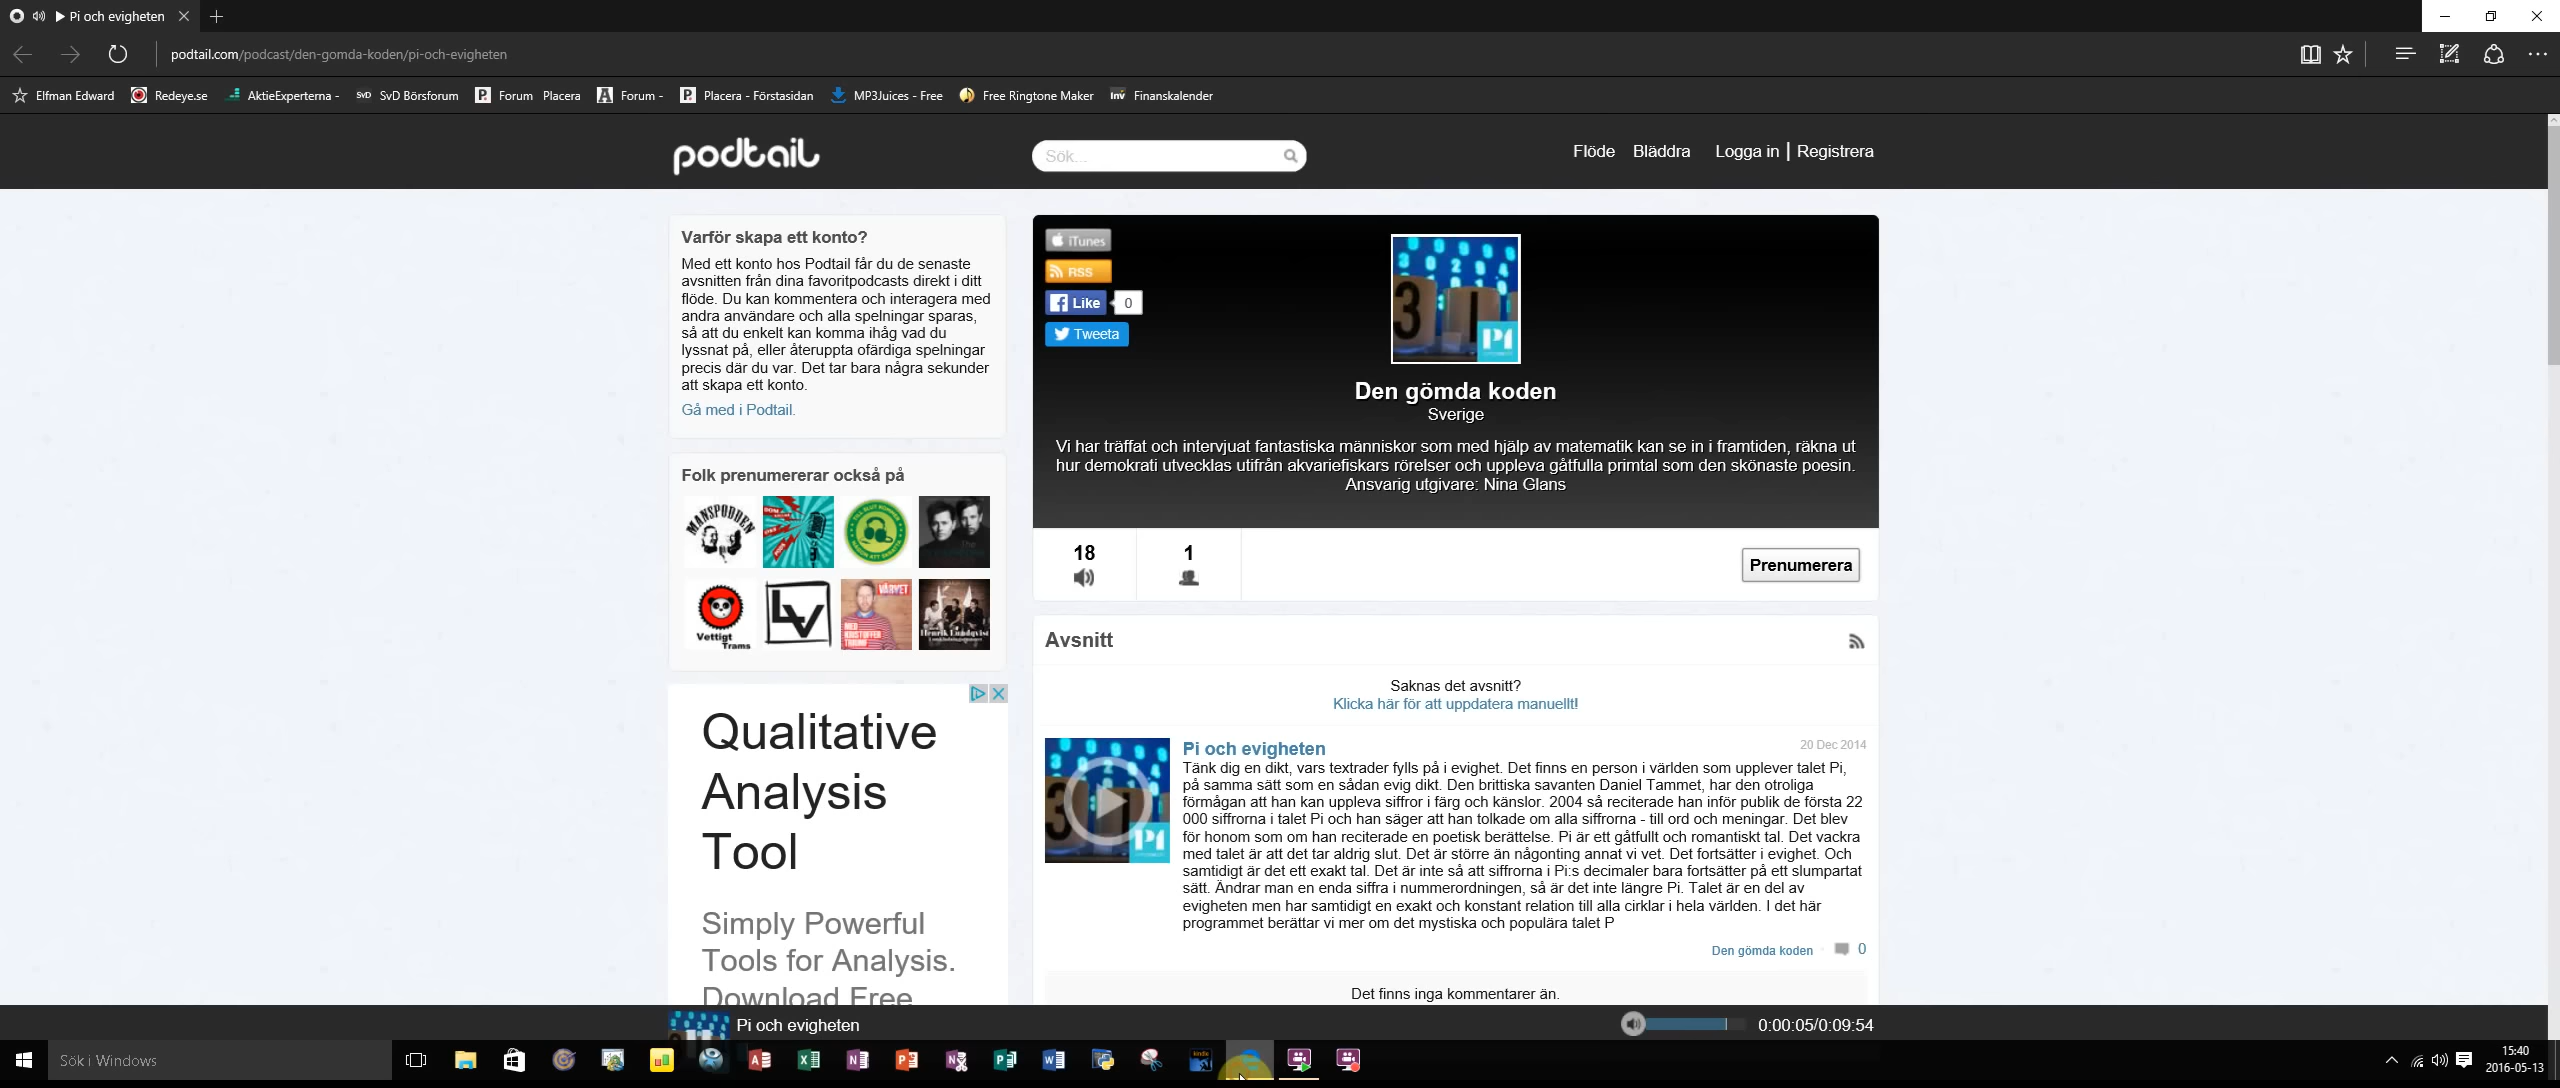 Pi och evigheten
podtail.com/podcast/den-gomda-koden/pi-och-evigheten
Elfman Edward Redeye.se AktieExperterna - SvD Börsforum Forum Placera Forum - Placera - Förstasidan MP3Juices - Free Free Ringtone Maker Finanskalender
podtail
Sök...
Flöde Bläddra Logga in | Registrera
Varför skapa ett konto?
Med ett konto hos Podtail får du de senaste
avsnitten från dina favoritpodcasts direkt i ditt
flöde. Du kan kommentera och interagera med
andra användare och alla spelningar sparas,
så att du enkelt kan komma ihåg vad du
lyssnat på, eller återuppta ofärdiga spelningar
precis där du var. Det tar bara några sekunder
att skapa ett konto.
Gå med i Podtail.
Folk prenumererar också på
MANSPODDEN
Vettigt
Trams
LV
VÄRVET
MED
KRISTOFFER
TRIUMF
Henrik Lundqvist
Qualitative
Analysis
Tool
Simply Powerful
Tools for Analysis.
Download Free
iTunes
RSS
Like 0
Tweeta
Den gömda koden
Sverige
Vi har träffat och intervjuat fantastiska människor som med hjälp av matematik kan se in i framtiden, räkna ut
hur demokrati utvecklas utifrån akvariefiskars rörelser och uppleva gåtfulla primtal som den skönaste poesin.
Ansvarig utgivare: Nina Glans
18 1
Prenumerera
Avsnitt
Saknas det avsnitt?
Klicka här för att uppdatera manuellt!
Pi och evigheten 20 Dec 2014
Tänk dig en dikt, vars textrader fylls på i evighet. Det finns en person i världen som upplever talet Pi,
på samma sätt som en sådan evig dikt. Den brittiska savanten Daniel Tammet, har den otroliga
förmågan att han kan uppleva siffror i färg och känslor. 2004 så reciterade han inför publik de första 22
000 siffrorna i talet Pi och han säger att han tolkade om alla siffrorna - till ord och meningar. Det blev
för honom som om han reciterade en poetisk berättelse. Pi är ett gåtfullt och romantiskt tal. Det vackra
med talet är att det tar aldrig slut. Det är större än någonting annat vi vet. Det fortsätter i evighet. Och
samtidigt är det ett exakt tal. Det är inte så att siffrorna i Pi:s decimaler bara fortsätter på ett slumpartat
sätt. Ändrar man en enda siffra i nummerordningen, så är det inte längre Pi. Talet är en del av
evigheten men har samtidigt en exakt och konstant relation till alla cirklar i hela världen. I det här
programmet berättar vi mer om det mystiska och populära talet P
Den gömda koden 0
Det finns inga kommentarer än.
Pi och evigheten
0:00:05/0:09:54
Sök i Windows
15:40
2016-05-13